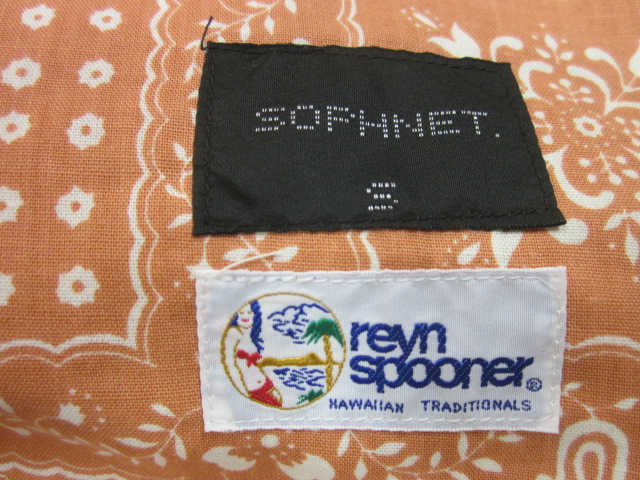 SOPHNET.
S.
reyn
spooner®
HAWAIIAN TRADITIONALS